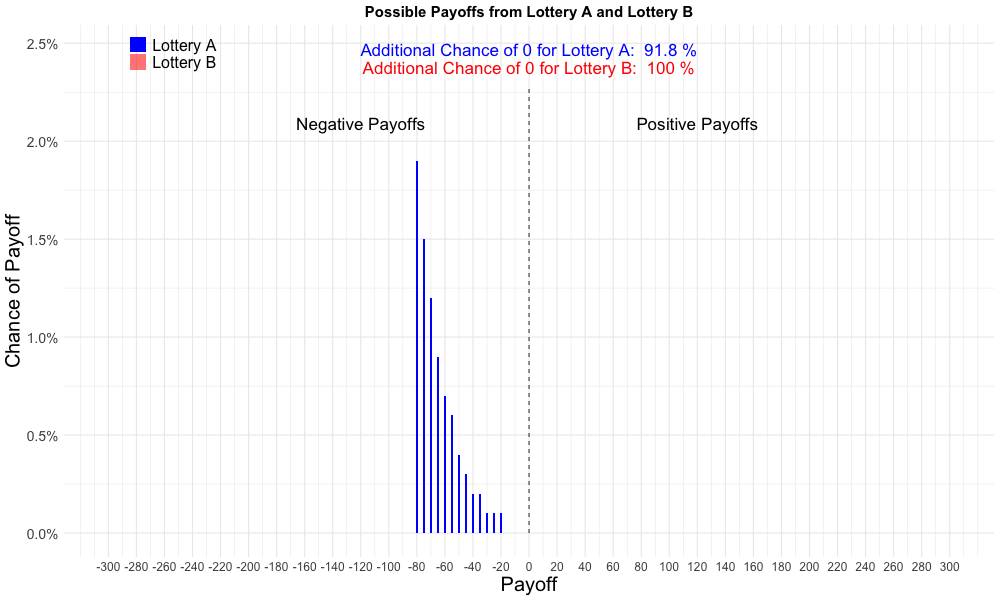 Possible Payoffs from Lottery A and Lottery B
Lottery A
Lottery B
Additional Chance of 0 for Lottery A:  91.8 %
Additional Chance of 0 for Lottery B:  100 %
Negative Payoffs
Positive Payoffs
Chance of Payoff
2.5%
2.0%
1.5%
1.0%
0.5%
0.0%
-300 -280 -260 -240 -220 -200 -180 -160 -140 -120 -100 -80 -60 -40 -20 0 20 40 60 80 100 120 140 160 180 200 220 240 260 280 300
Payoff